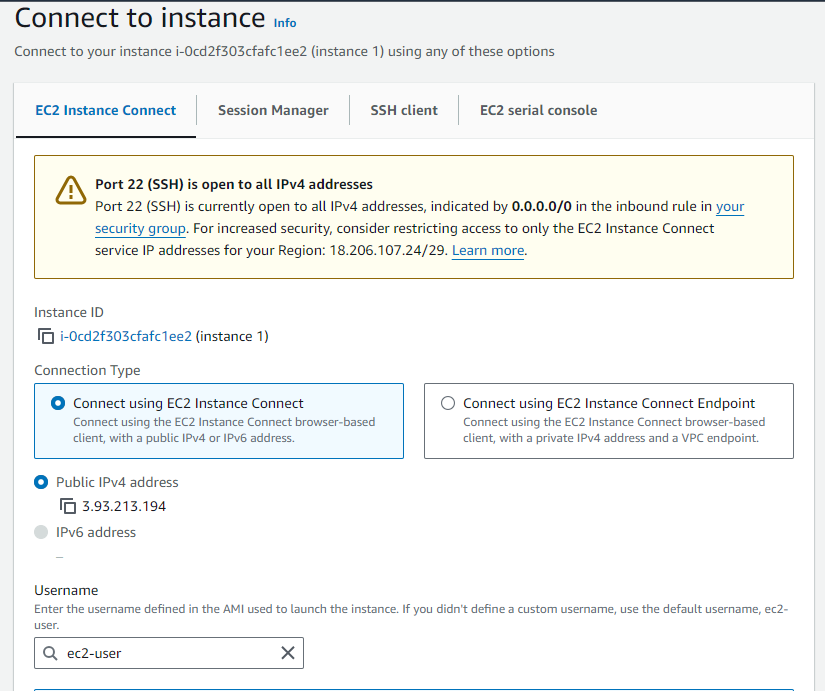 Connect to instance Info
Connect to your instance i-0cd2f303cfafc1ee2 (instance 1) using any of these options
EC2 Instance Connect Session Manager SSH client EC2 serial console
Port 22 (SSH) is open to all IPv4 addresses
Port 22 (SSH) is currently open to all IPv4 addresses, indicated by 0.0.0.0/0 in the inbound rule in your
security group. For increased security, consider restricting access to only the EC2 Instance Connect
service IP addresses for your Region: 18.206.107.24/29. Learn more.
Instance ID
i-0cd2f303cfafc1ee2 (instance 1)
Connection Type
Connect using EC2 Instance Connect
Connect using the EC2 Instance Connect browser-based
client, with a public IPv4 or IPv6 address.
Connect using EC2 Instance Connect Endpoint
Connect using the EC2 Instance Connect browser-based
client, with a private IPv4 address and a VPC endpoint.
Public IPv4 address
3.93.213.194
IPv6 address
–
Username
Enter the username defined in the AMI used to launch the instance. If you didn't define a custom username, use the default username, ec2-
user.
ec2-user